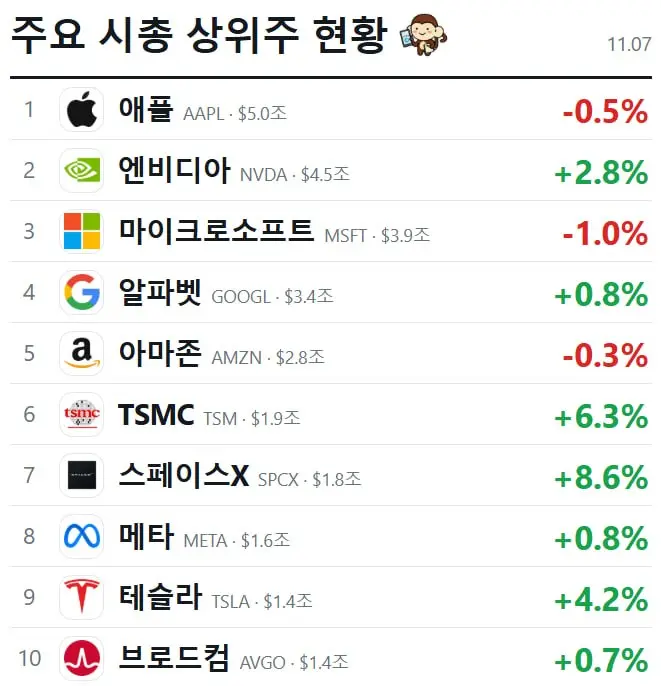 주요 시총 상위주 현황
11.07
1 애플 AAPL · $5.0조 -0.5%
2 엔비디아 NVDA · $4.5조 +2.8%
3 마이크로소프트 MSFT · $3.9조 -1.0%
4 알파벳 GOOGL · $3.4조 +0.8%
5 a 아마존 AMZN · $2.8조 -0.3%
6 tsmc TSMC TSM · $1.9조 +6.3%
7 스페이스X SPCX · $1.8조 +8.6%
8 메타 META · $1.6조 +0.8%
9 테슬라 TSLA · $1.4조 +4.2%
10 브로드컴 AVGO · $1.4조 +0.7%